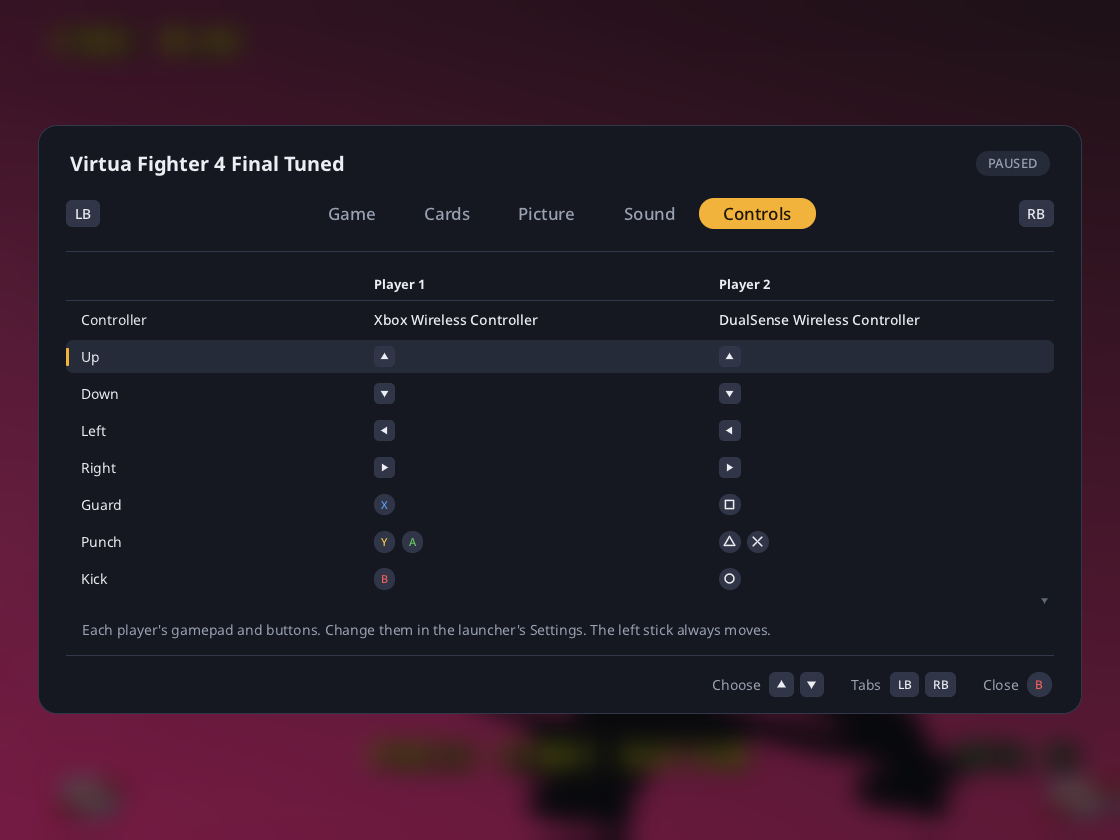 Virtua Fighter 4 Final Tuned PAUSED
LB Game Cards Picture Sound Controls RB
Player 1 Player 2
Controller Xbox Wireless Controller DualSense Wireless Controller
Up
Down
Left
Right
Guard X
Punch Y A
Kick B
Each player's gamepad and buttons. Change them in the launcher's Settings. The left stick always moves.
Choose Tabs LB RB Close B